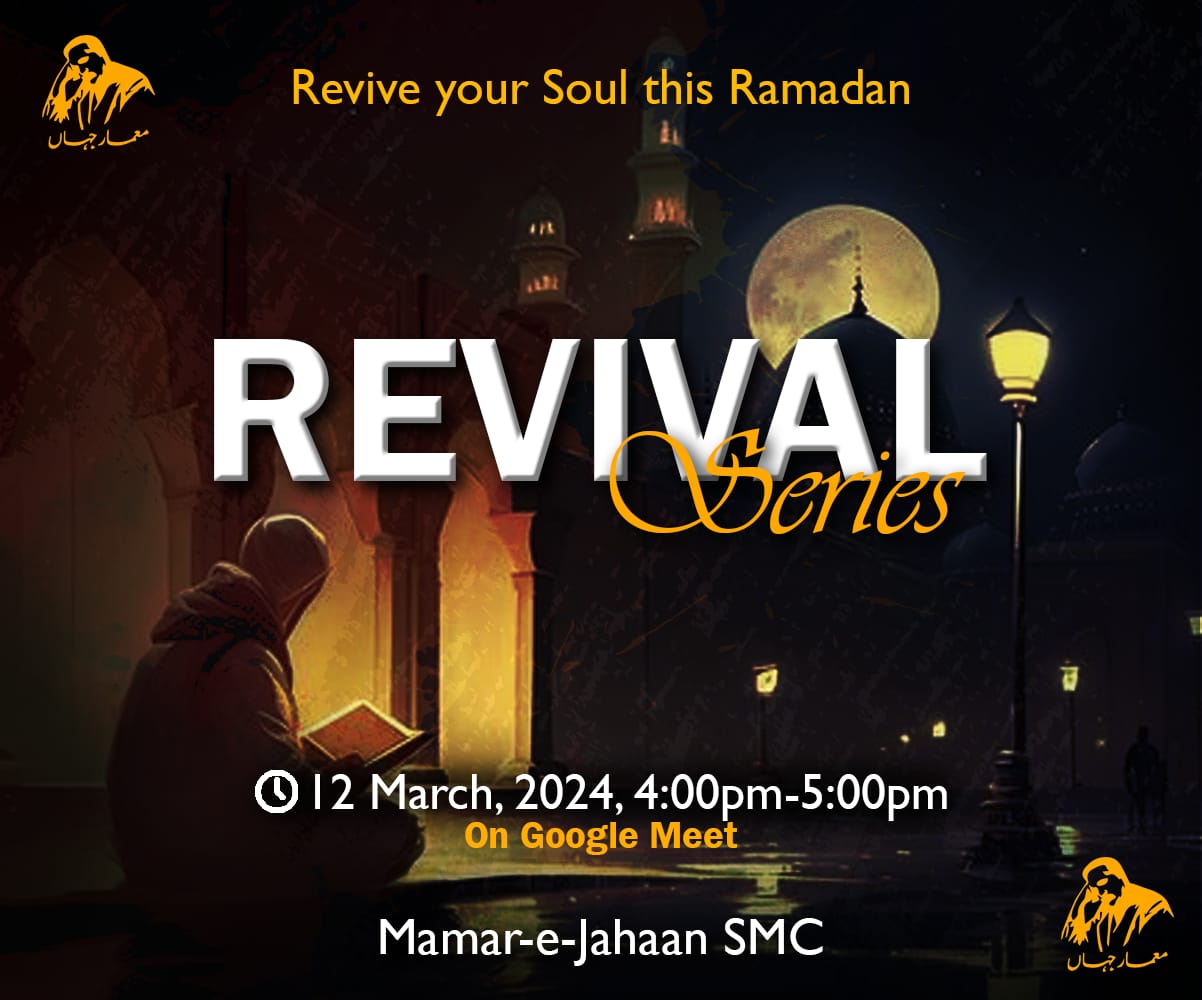 Revive your Soul this Ramadan
معمارِ جہاں
REVIVAL
Series
12 March, 2024, 4:00pm-5:00pm
On Google Meet
Mamar-e-Jahaan SMC
معمارِ جہاں